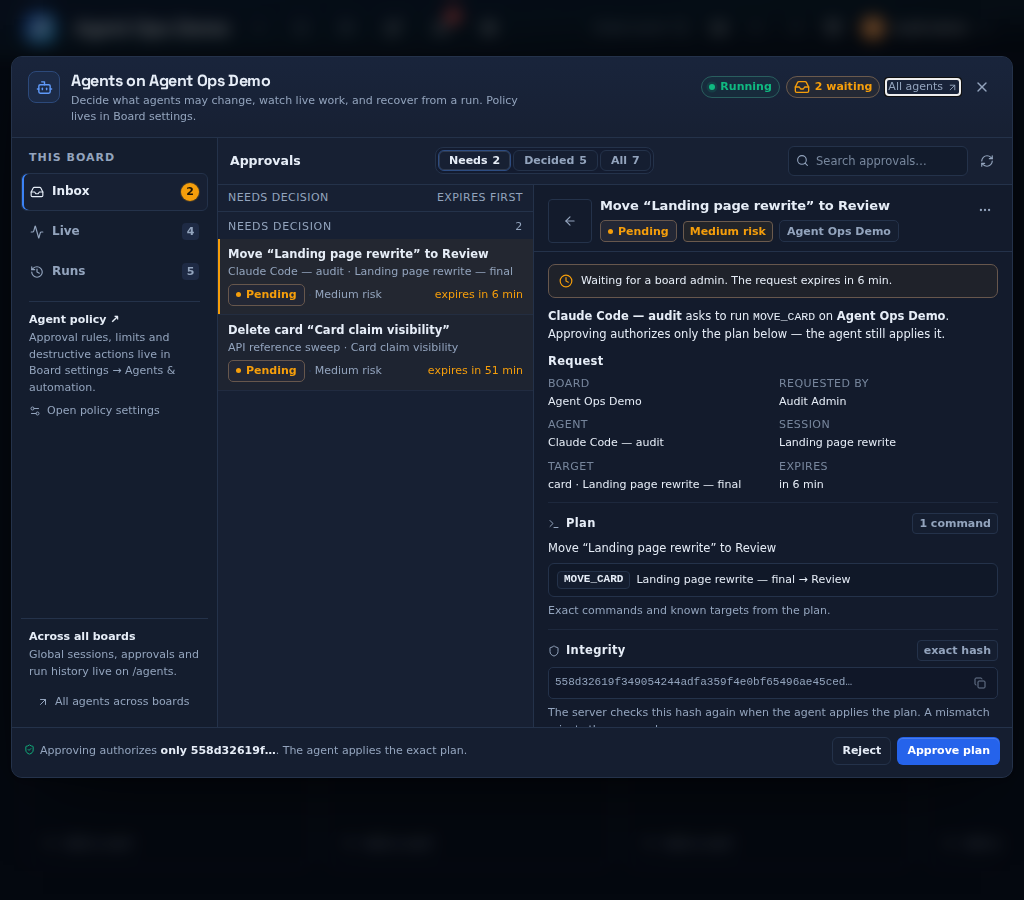 Agents on Agent Ops Demo
Decide what agents may change, watch live work, and recover from a run. Policy
lives in Board settings.
Running
2 waiting
All agents ↗
THIS BOARD
Inbox
2
Live
4
Runs
5
Agent policy ↗
Approval rules, limits and
destructive actions live in
Board settings → Agents &
automation.
Open policy settings
Across all boards
Global sessions, approvals and
run history live on /agents.
All agents across boards
Approvals
Needs 2
Decided 5
All 7
Search approvals…
NEEDS DECISION
EXPIRES FIRST
NEEDS DECISION
2
Move “Landing page rewrite” to Review
Claude Code — audit · Landing page rewrite — final
Pending
Medium risk
expires in 6 min
Delete card “Card claim visibility”
API reference sweep · Card claim visibility
Pending
Medium risk
expires in 51 min
Move “Landing page rewrite” to Review
Pending
Medium risk
Agent Ops Demo
Waiting for a board admin. The request expires in 6 min.
Claude Code — audit asks to run MOVE_CARD on Agent Ops Demo.
Approving authorizes only the plan below — the agent still applies it.
Request
BOARD
Agent Ops Demo
REQUESTED BY
Audit Admin
AGENT
Claude Code — audit
SESSION
Landing page rewrite
TARGET
card · Landing page rewrite — final
EXPIRES
in 6 min
Plan
1 command
Move “Landing page rewrite” to Review
MOVE_CARD Landing page rewrite — final → Review
Exact commands and known targets from the plan.
Integrity
exact hash
558d32619f349054244adfa359f4e0bf65496ae45ced…
The server checks this hash again when the agent applies the plan. A mismatch
Approving authorizes only 558d32619f…. The agent applies the exact plan.
Reject
Approve plan